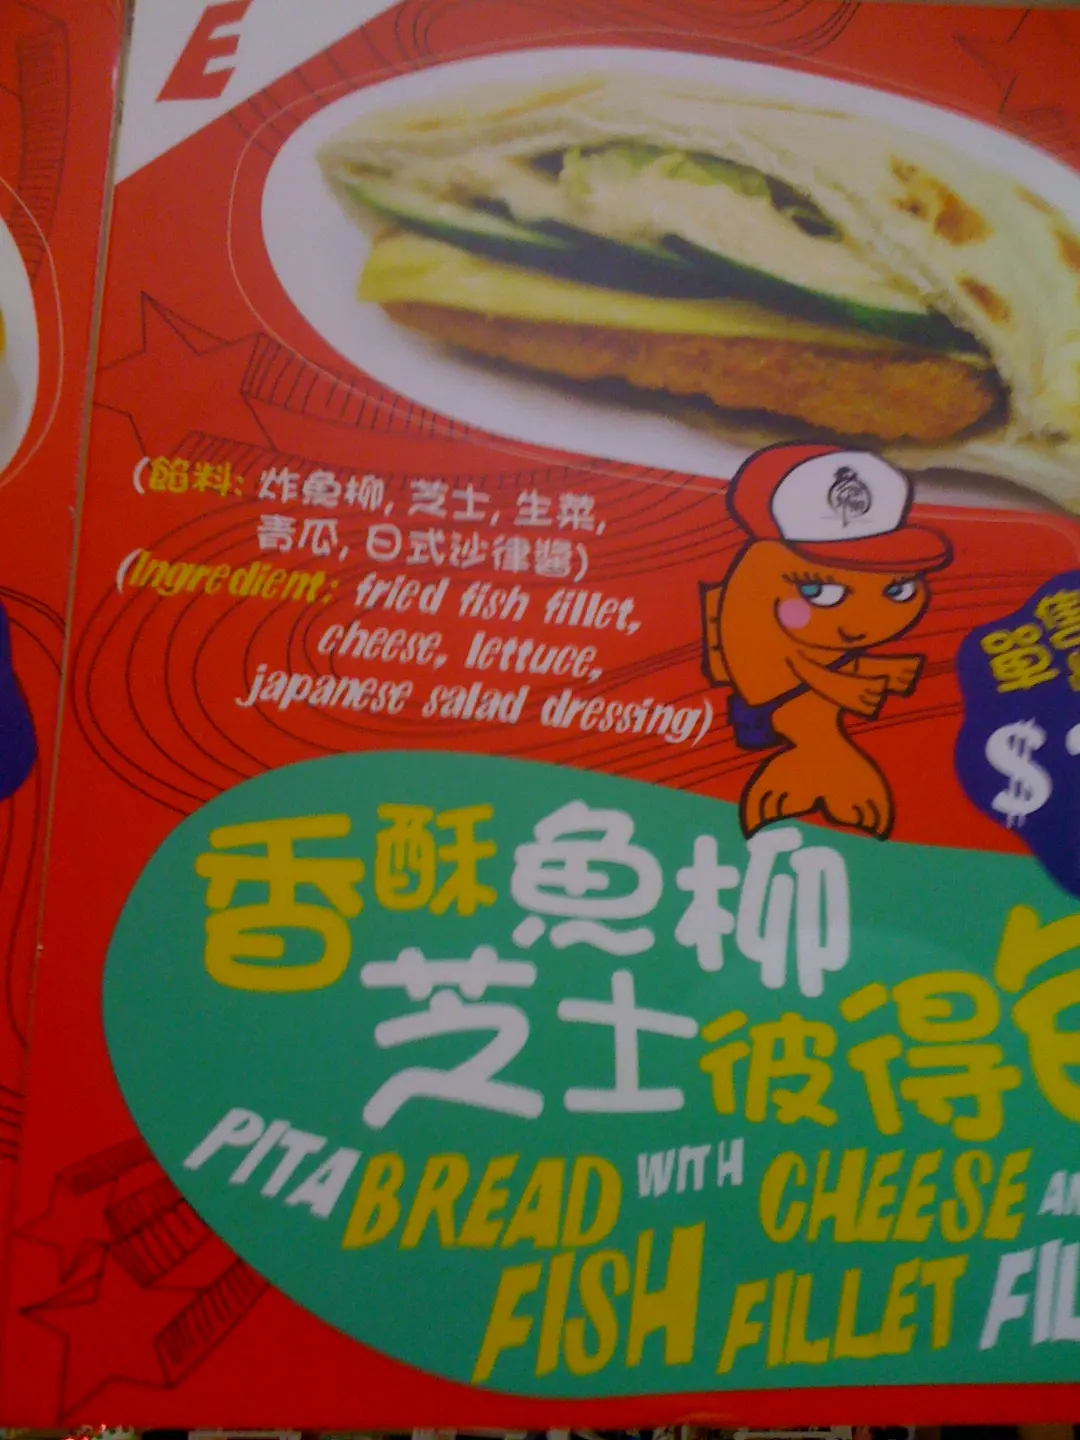 E
(餡料: 炸魚柳, 芝士, 生菜,
青瓜, 日式沙律醬)
(Ingredient: fried fish fillet,
cheese, lettuce,
japanese salad dressing)
$
香酥魚柳
芝士彼得
PITA BREAD WITH CHEESE
FISH FILLET